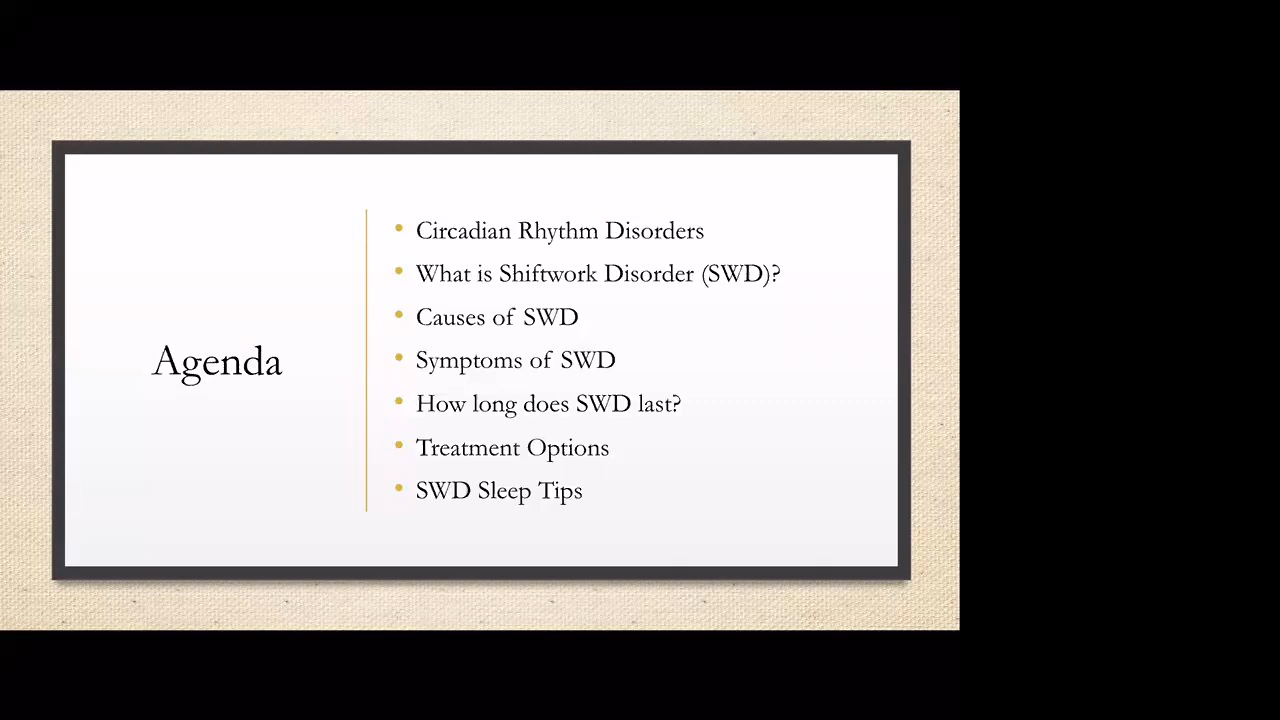 Agenda
Circadian Rhythm Disorders
What is Shiftwork Disorder (SWD)?
Causes of SWD
Symptoms of SWD
How long does SWD last?
Treatment Options
SWD Sleep Tips